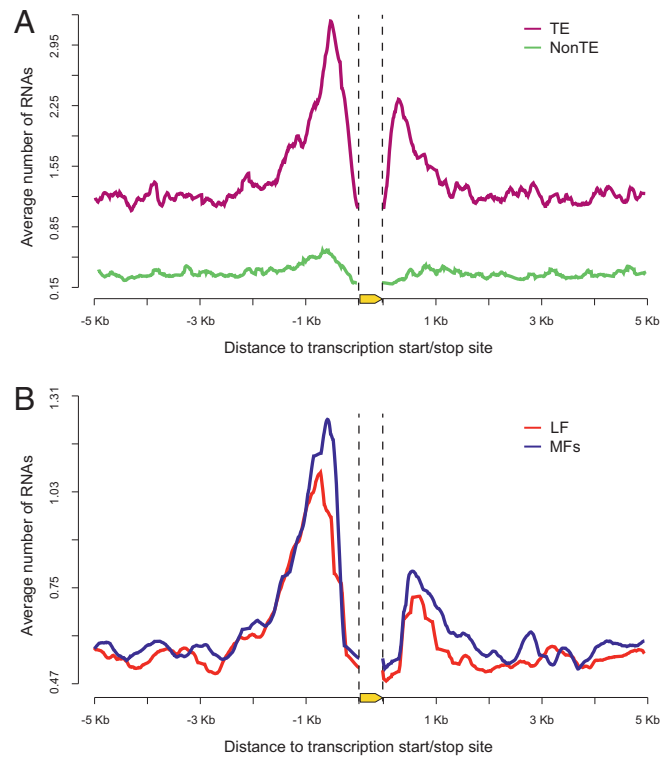 A
TE
NonTE
Average number of RNAs
2.95
2.25
1.55
0.85
0.15
-5 Kb
-3 Kb
-1 Kb
1 Kb
3 Kb
5 Kb
Distance to transcription start/stop site
B
LF
MFs
Average number of RNAs
1.31
1.03
0.75
0.47
-5 Kb
-3 Kb
-1 Kb
1 Kb
3 Kb
5 Kb
Distance to transcription start/stop site